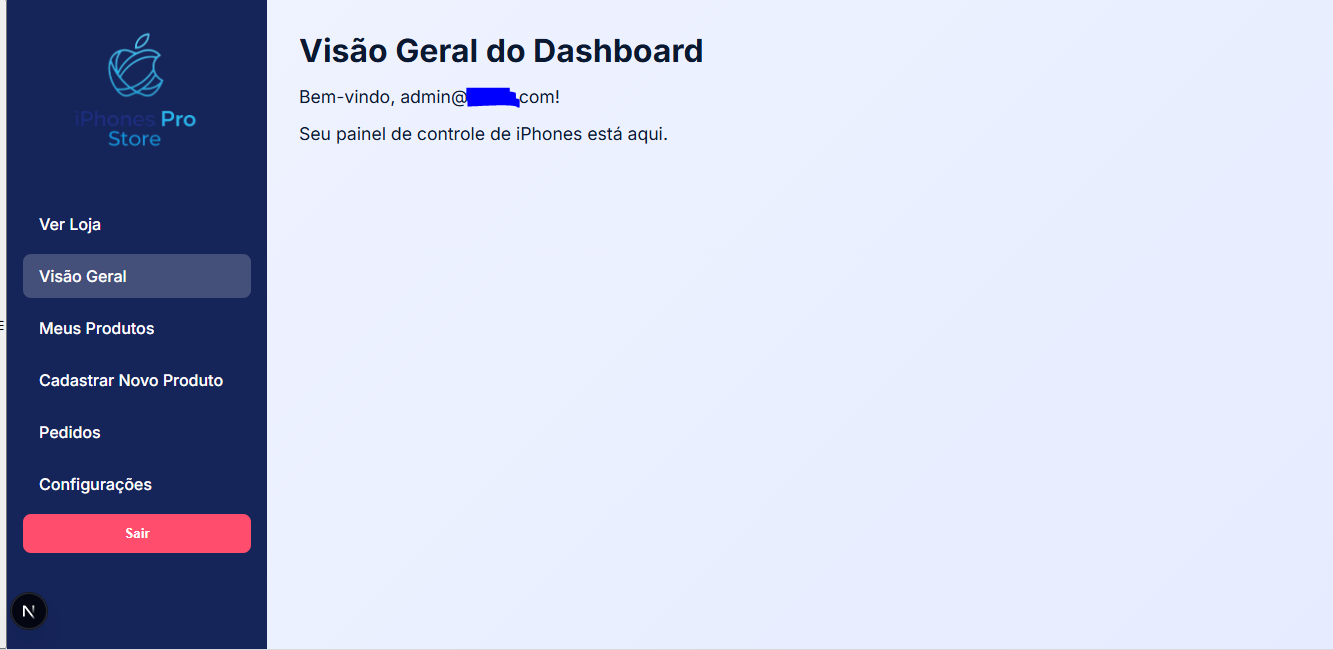 iPhones Pro
Store
Ver Loja
Visão Geral
Meus Produtos
Cadastrar Novo Produto
Pedidos
Configurações
Sair
N
Visão Geral do Dashboard
Bem-vindo, admin@ com!
Seu painel de controle de iPhones está aqui.